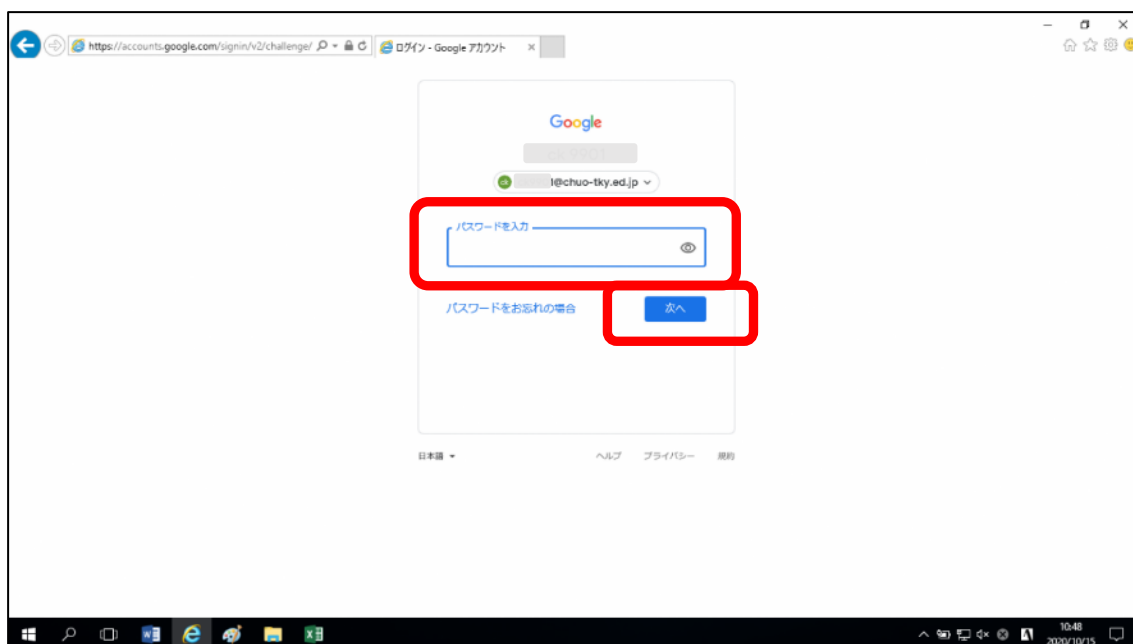 https://accounts.google.com/signin/v2/challenge/
ログイン - Google アカウント
Google
l@chuo-tky.ed.jp
パスワードを入力
パスワードをお忘れの場合
次へ
日本語
ヘルプ プライバシー 規約
10:48
2020/10/15